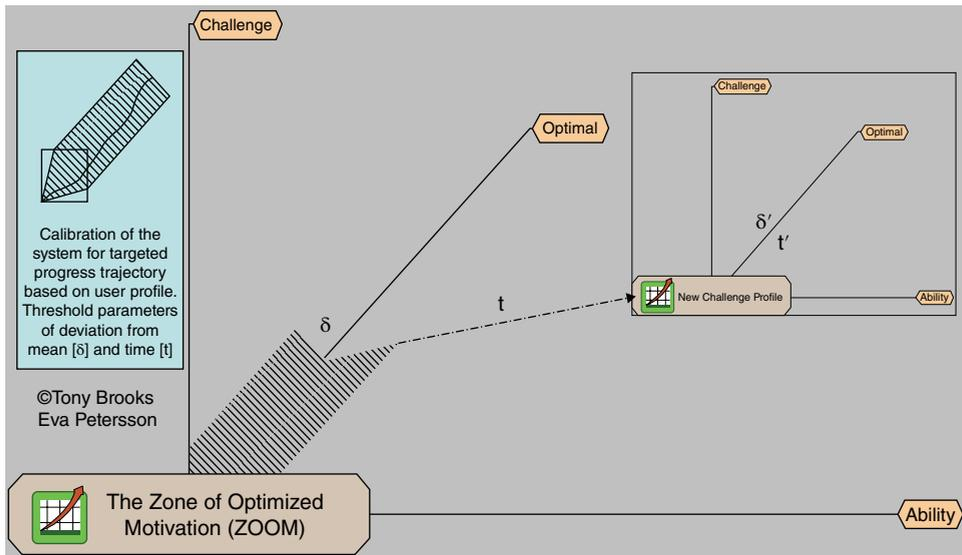 Challenge
Optimal
Calibration of the
system for targeted
progress trajectory
based on user profile.
Threshold parameters
of deviation from
mean [δ] and time [t]
©Tony Brooks
Eva Petersson
δ
t
The Zone of Optimized
Motivation (ZOOM)
Ability
Challenge
Optimal
δ′
t′
New Challenge Profile
Ability